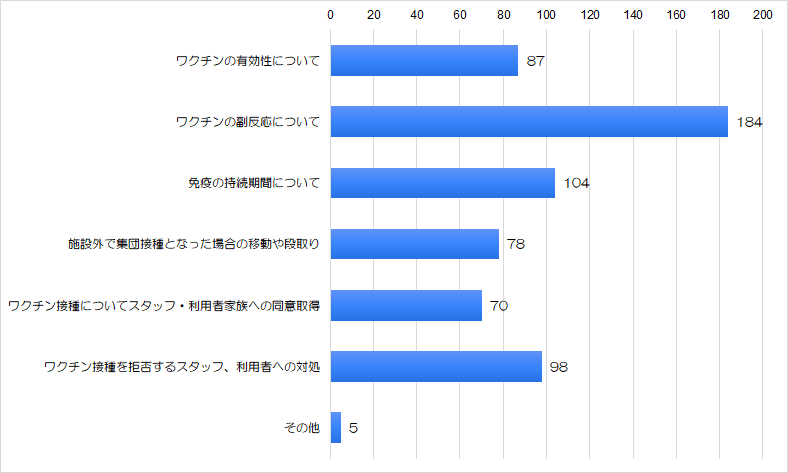 0 20 40 60 80 100 120 140 160 180 200
ワクチンの有効性について 87
ワクチンの副反応について 184
免疫の持続期間について 104
施設外で集団接種となった場合の移動や段取り 78
ワクチン接種についてスタッフ・利用者家族への同意取得 70
ワクチン接種を拒否するスタッフ、利用者への対処 98
その他 5